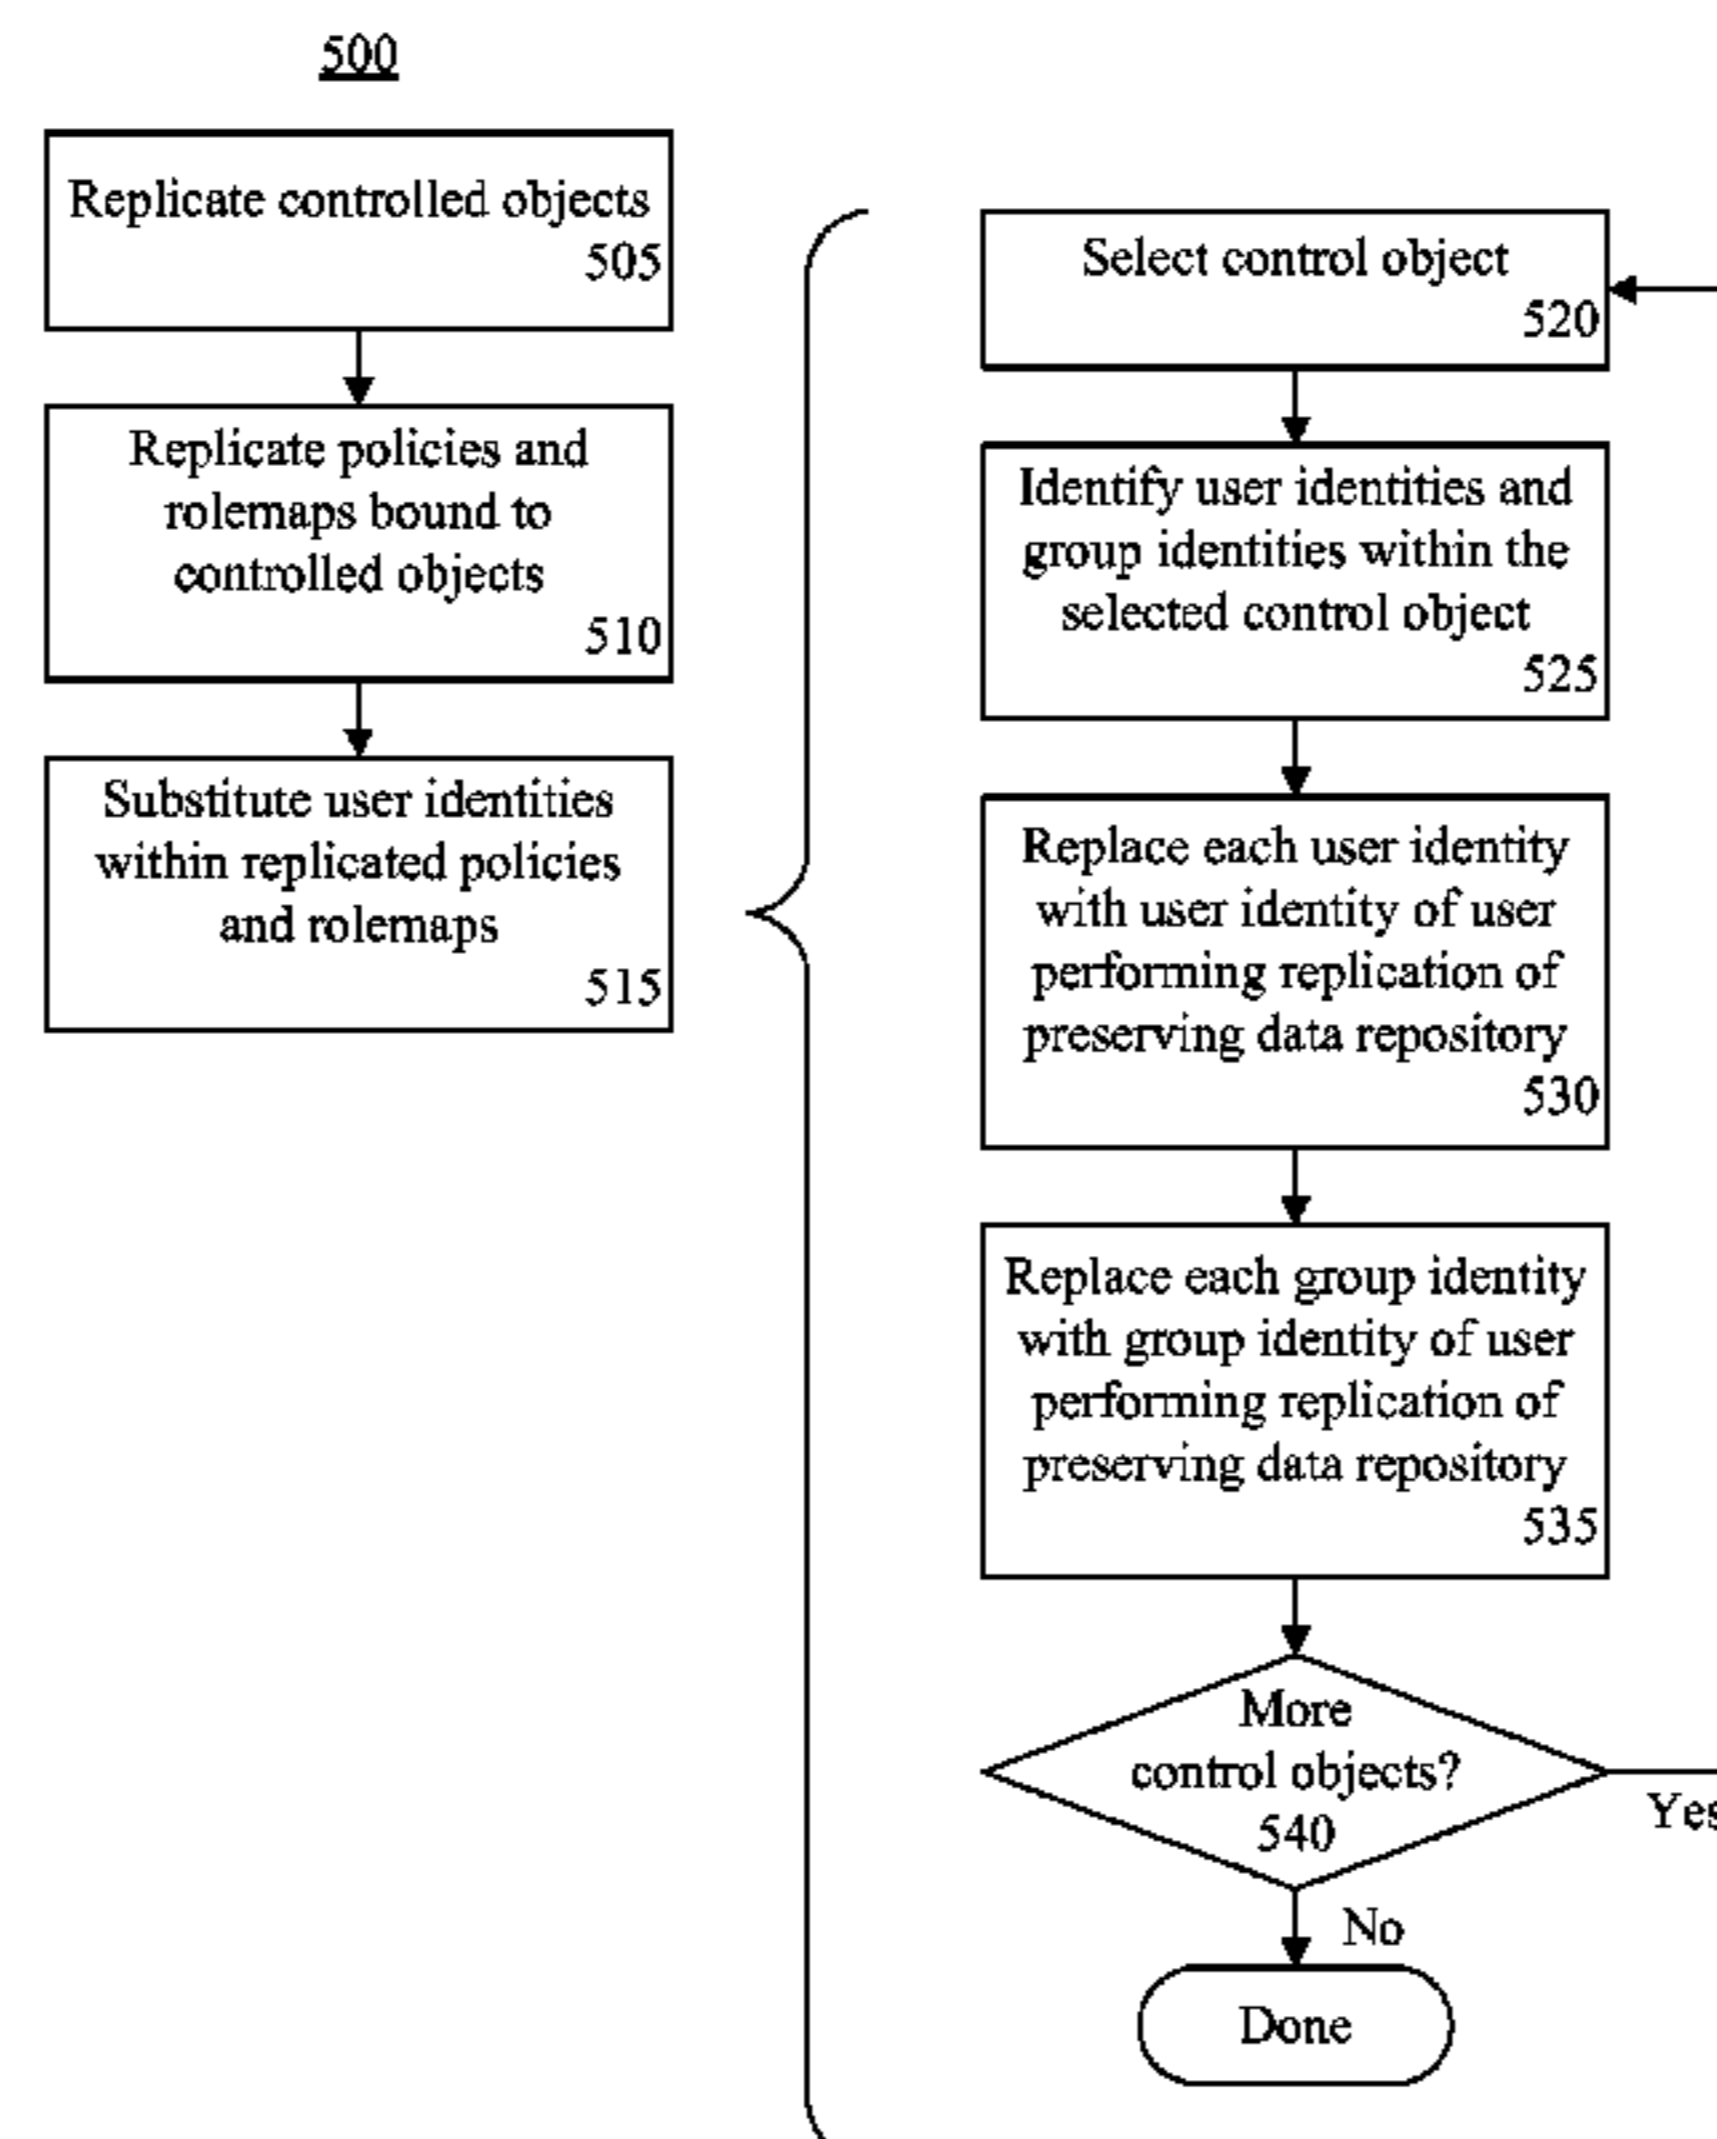 500
Replicate controlled objects
505
Replicate policies and
rolemaps bound to
controlled objects
510
Substitute user identities
within replicated policies
and rolemaps
515
Select control object
520
Identify user identities and
group identities within the
selected control object
525
Replace each user identity
with user identity of user
performing replication of
preserving data repository
530
Replace each group identity
with group identity of user
performing replication of
preserving data repository
535
More
control objects?
540
Yes
No
Done